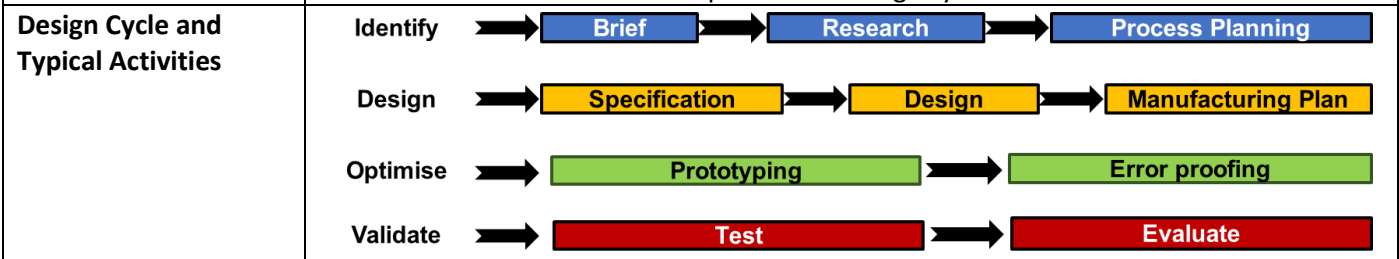 Design Cycle and
Typical Activities
Identify Brief Research Process Planning
Design Specification Design Manufacturing Plan
Optimise Prototyping Error proofing
Validate Test Evaluate